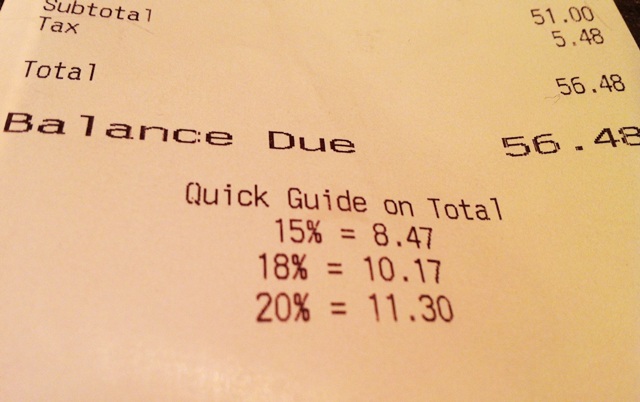 Subtotal 51.00
Tax 5.48
Total 56.48
Balance Due 56.48
Quick Guide on Total
15% = 8.47
18% = 10.17
20% = 11.30